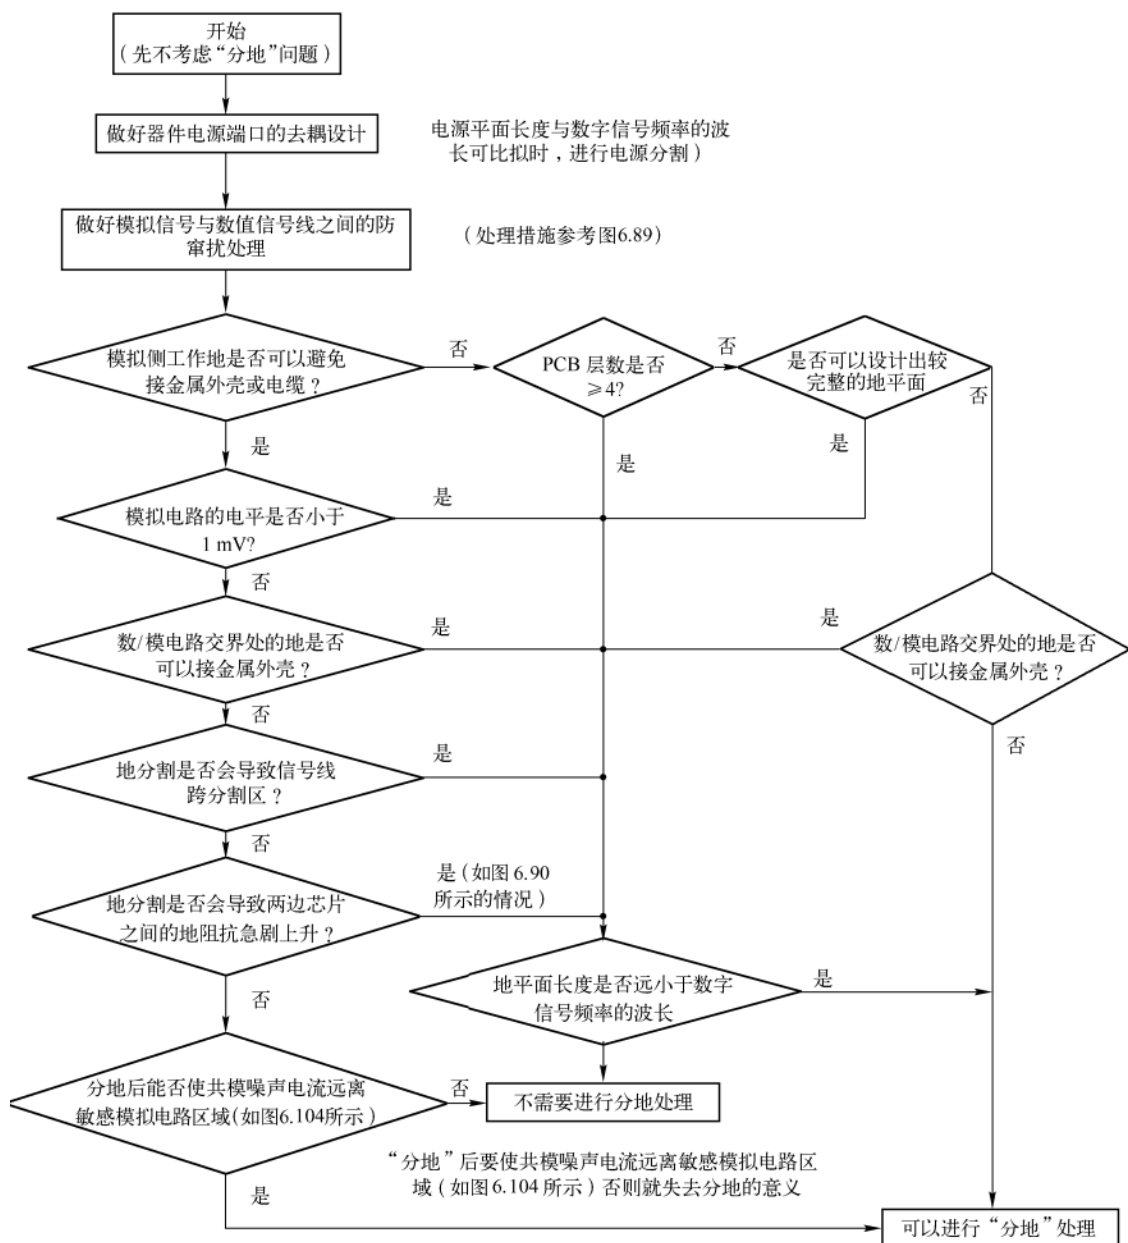 开始
（先不考虑“分地”问题）
做好器件电源端口的去耦设计
电源平面长度与数字信号频率的波
长可比拟时，进行电源分割）
做好模拟信号与数值信号线之间的防
窜扰处理
（处理措施参考图6.89）
模拟侧工作地是否可以避免
接金属外壳或电缆？
否
PCB 层数是否
≥4?
否
是否可以设计出较
完整的地平面
否
是
是
是
模拟电路的电平是否小于
1 mV?
是
否
数/模电路交界处的地是否
可以接金属外壳？
是
是
数/模电路交界处的地是否
可以接金属外壳？
否
否
地分割是否会导致信号线
跨分割区？
是
否
地分割是否会导致两边芯片
之间的地阻抗急剧上升？
是（如图 6.90
所示的情况）
地平面长度是否远小于数字
信号频率的波长
是
否
分地后能否使共模噪声电流远离
敏感模拟电路区域(如图6.104所示）
否
不需要进行分地处理
“分地”后要使共模噪声电流远离敏感模拟电路区
域（如图6.104 所示）否则就失去分地的意义
是
可以进行“分地”处理